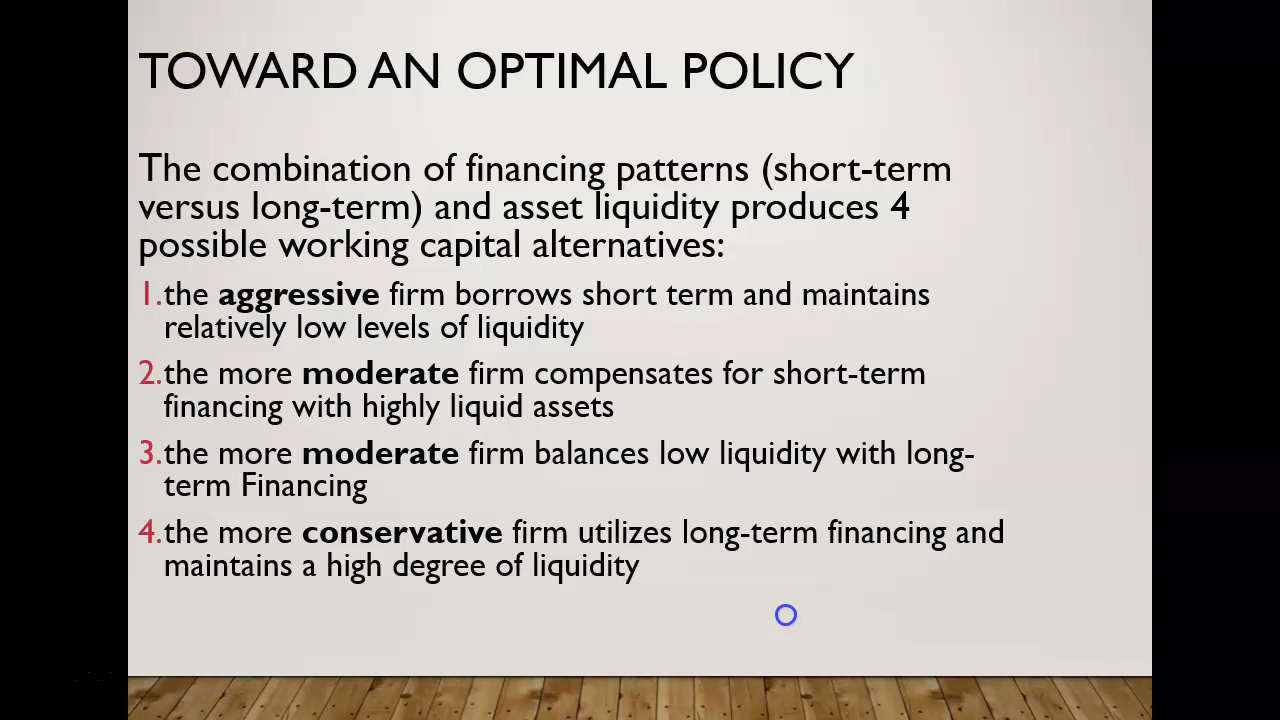 TOWARD AN OPTIMAL POLICY
The combination of financing patterns (short-term
versus long-term) and asset liquidity produces 4
possible working capital alternatives:
1.the aggressive firm borrows short term and maintains
relatively low levels of liquidity
2.the more moderate firm compensates for short-term
financing with highly liquid assets
3.the more moderate firm balances low liquidity with long-
term Financing
4.the more conservative firm utilizes long-term financing and
maintains a high degree of liquidity